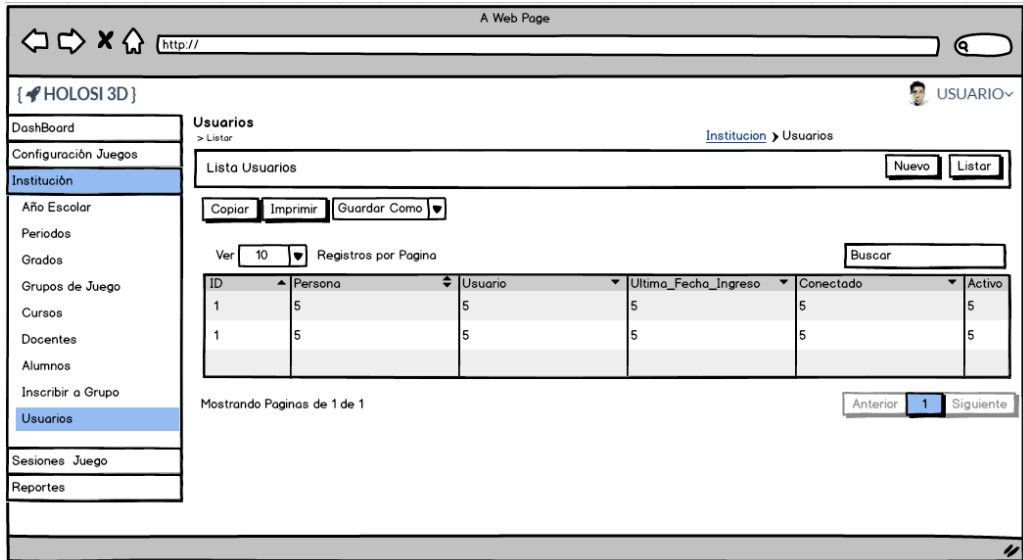 A Web Page
http://
{ HOLOSI 3D }
USUARIO
DashBoard
Configuración Juegos
Institución
Año Escolar
Periodos
Grados
Grupos de Juego
Cursos
Docentes
Alumnos
Inscribir a Grupo
Usuarios
Sesiones Juego
Reportes
Usuarios
> Listar
Institucion > Usuarios
Lista Usuarios
Nuevo Listar
Copiar Imprimir Guardar Como
Ver 10 Registros por Pagina
Buscar
ID Persona Usuario Ultima_Fecha_Ingreso Conectado Activo
1 5 5 5 5 5
1 5 5 5 5 5
Mostrando Paginas de 1 de 1
Anterior 1 Siguiente